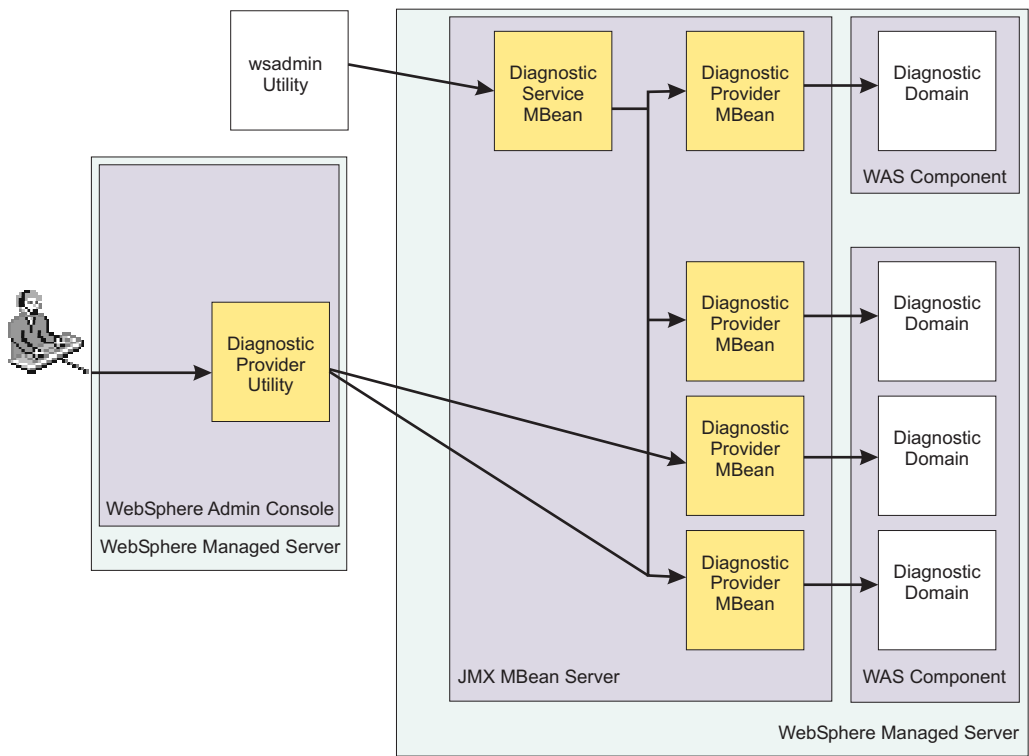 wsadmin
Utility
Diagnostic
Service
MBean
Diagnostic
Provider
MBean
Diagnostic
Domain
WAS Component
Diagnostic
Provider
MBean
Diagnostic
Domain
Diagnostic
Provider
Utility
Diagnostic
Provider
MBean
Diagnostic
Domain
WebSphere Admin Console
WebSphere Managed Server
Diagnostic
Provider
MBean
Diagnostic
Domain
JMX MBean Server
WAS Component
WebSphere Managed Server